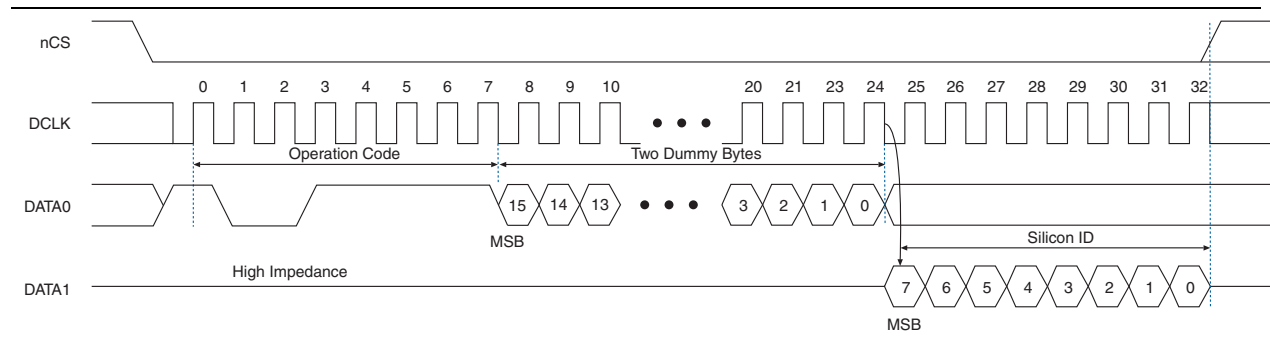 nCS
0 1 2 3 4 5 6 7 8 9 10 20 21 23 24 25 26 27 28 29 30 31 32
DCLK
Operation Code Two Dummy Bytes
DATA0 15 14 13 3 2 1 0
MSB Silicon ID
High Impedance
DATA1 7 6 5 4 3 2 1 0
MSB